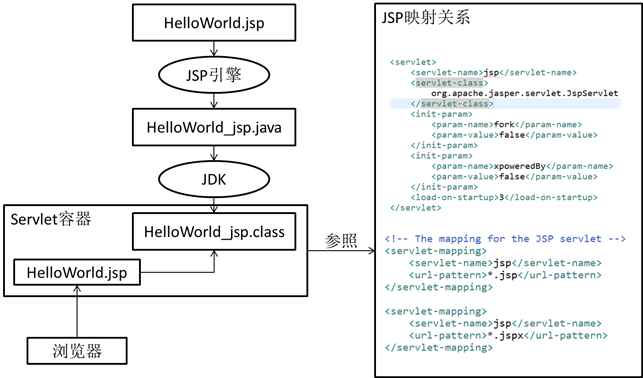 HelloWorld.jsp
JSP引擎
HelloWorld_jsp.java
JDK
Servlet容器
HelloWorld_jsp.class
HelloWorld.jsp
浏览器
参照
JSP映射关系
<servlet>
<servlet-name>jsp</servlet-name>
<servlet-class>
org.apache.jasper.servlet.JspServlet
</servlet-class>
<init-param>
<param-name>fork</param-name>
<param-value>false</param-value>
</init-param>
<init-param>
<param-name>xpoweredBy</param-name>
<param-value>false</param-value>
</init-param>
<load-on-startup>3</load-on-startup>
</servlet>
<!-- The mapping for the JSP servlet -->
<servlet-mapping>
<servlet-name>jsp</servlet-name>
<url-pattern>*.jsp</url-pattern>
</servlet-mapping>
<servlet-mapping>
<servlet-name>jsp</servlet-name>
<url-pattern>*.jspx</url-pattern>
</servlet-mapping>